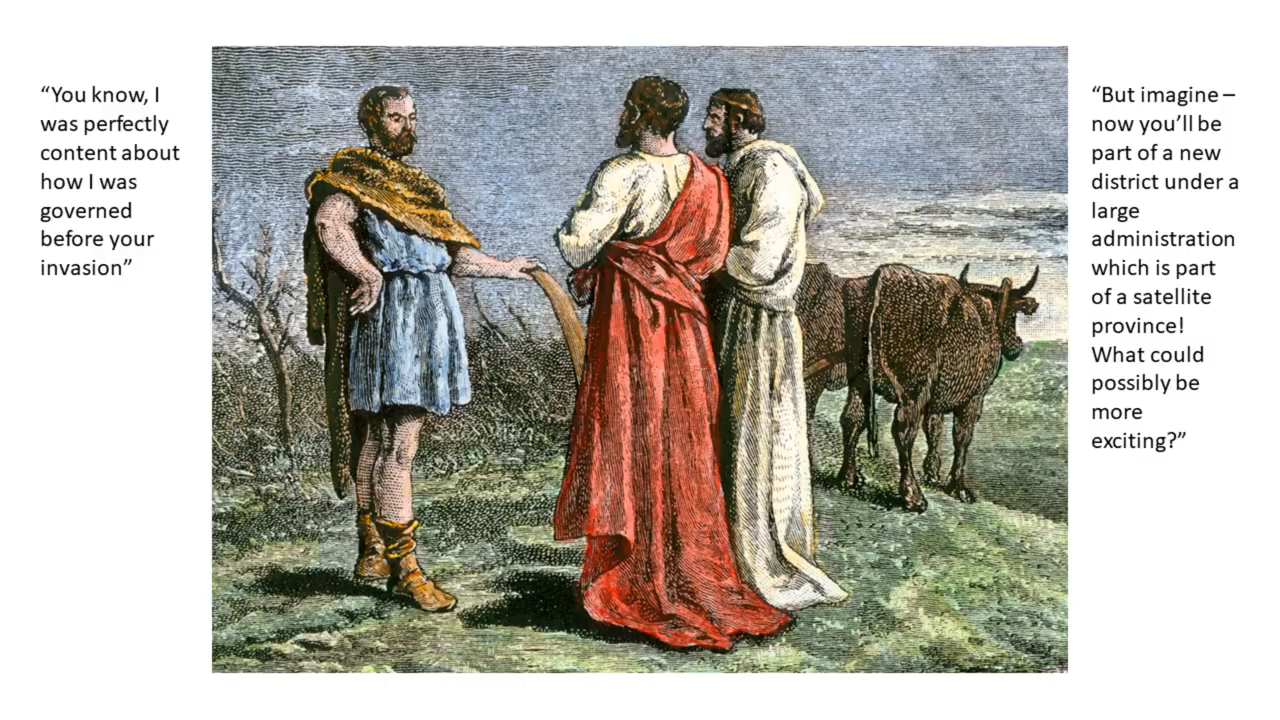 “You know, I
was perfectly
content about
how I was
governed
before your
invasion”
“But imagine –
now you’ll be
part of a new
district under a
large
administration
which is part
of a satellite
province!
What could
possibly be
more
exciting?”